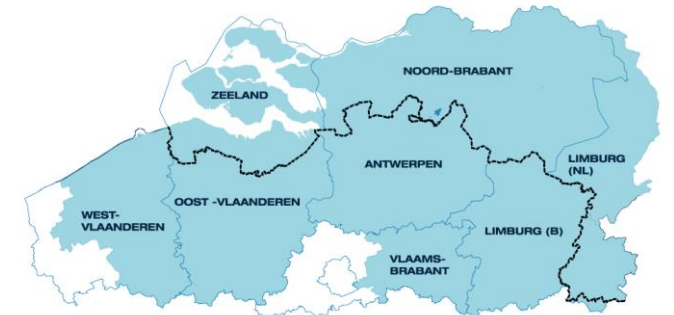 NOORD-BRABANT
ZEELAND
ANTWERPEN
LIMBURG
(NL)
OOST -VLAANDEREN
WEST-
VLAANDEREN
LIMBURG (B)
VLAAMS-
BRABANT